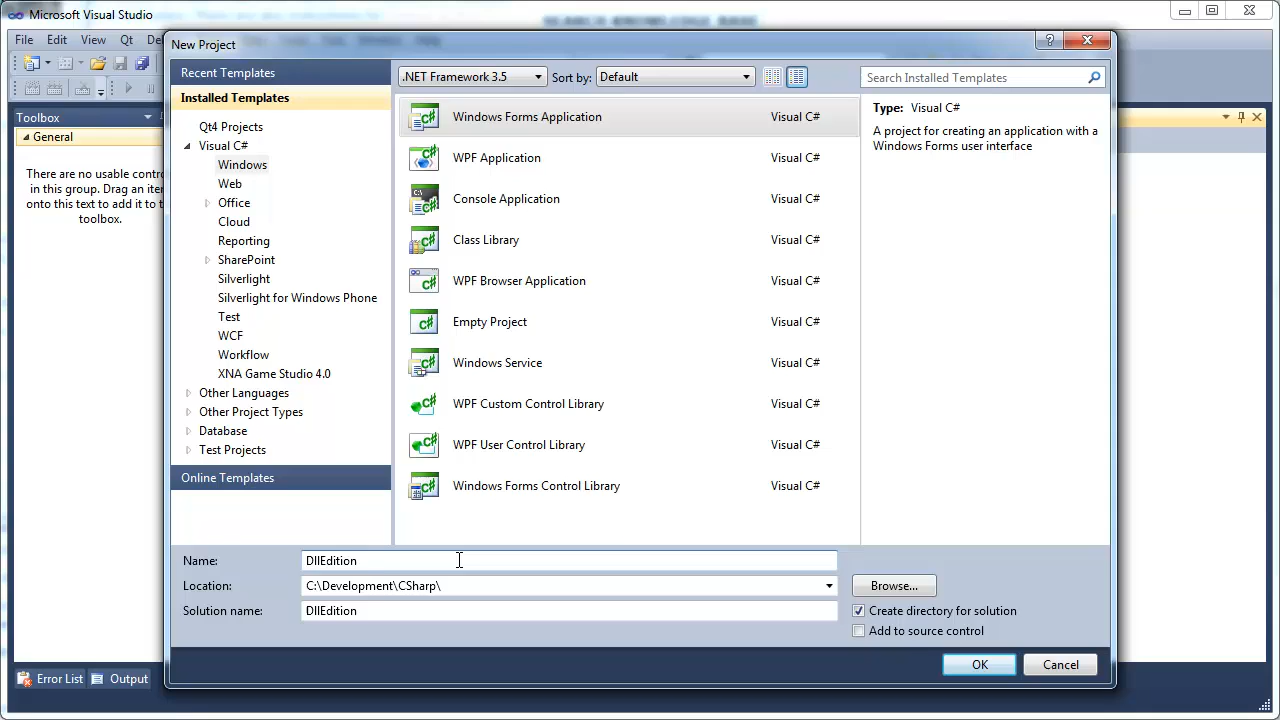 Microsoft Visual Studio
File Edit View Qt
New Project
Toolbox
General
There are no usable
in this group. Drag an
onto this text to add it to
toolbox.
Recent Templates
Installed Templates
Qt4 Projects
Visual C#
Windows
Web
Office
Cloud
Reporting
SharePoint
Silverlight
Silverlight for Windows Phone
Test
WCF
Workflow
XNA Game Studio 4.0
Other Languages
Other Project Types
Database
Test Projects
Online Templates
.NET Framework 3.5
Sort by: Default
Search Installed Templates
Windows Forms Application Visual C#
WPF Application Visual C#
Console Application Visual C#
Class Library Visual C#
WPF Browser Application Visual C#
Empty Project Visual C#
Windows Service Visual C#
WPF Custom Control Library Visual C#
WPF User Control Library Visual C#
Windows Forms Control Library Visual C#
Type: Visual C#
A project for creating an application with a
Windows Forms user interface
Name: DllEdition
Location: C:\Development\CSharp\
Browse...
Solution name: DllEdition
Create directory for solution
Add to source control
OK Cancel
Error List Output